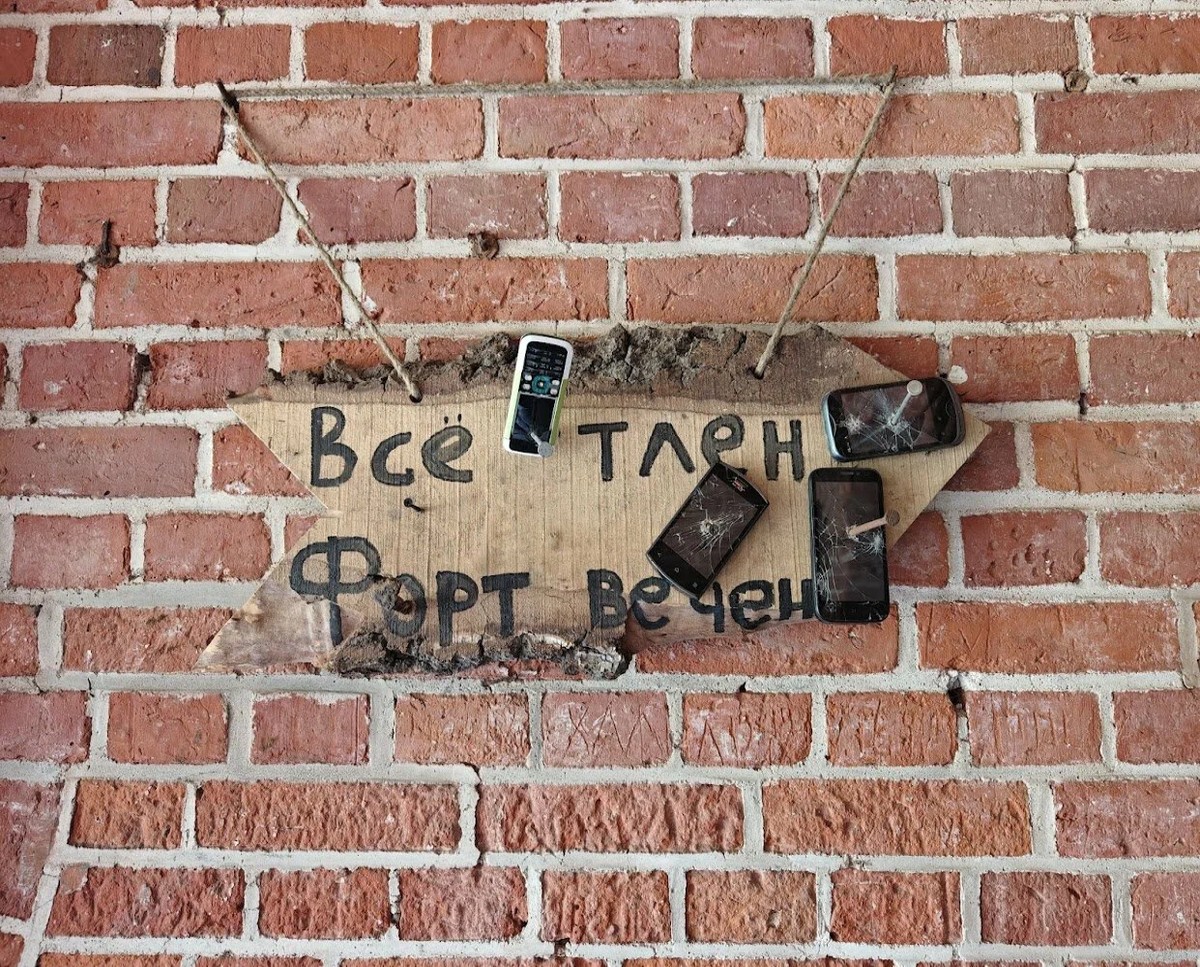 Всё тлен
Форт вечен